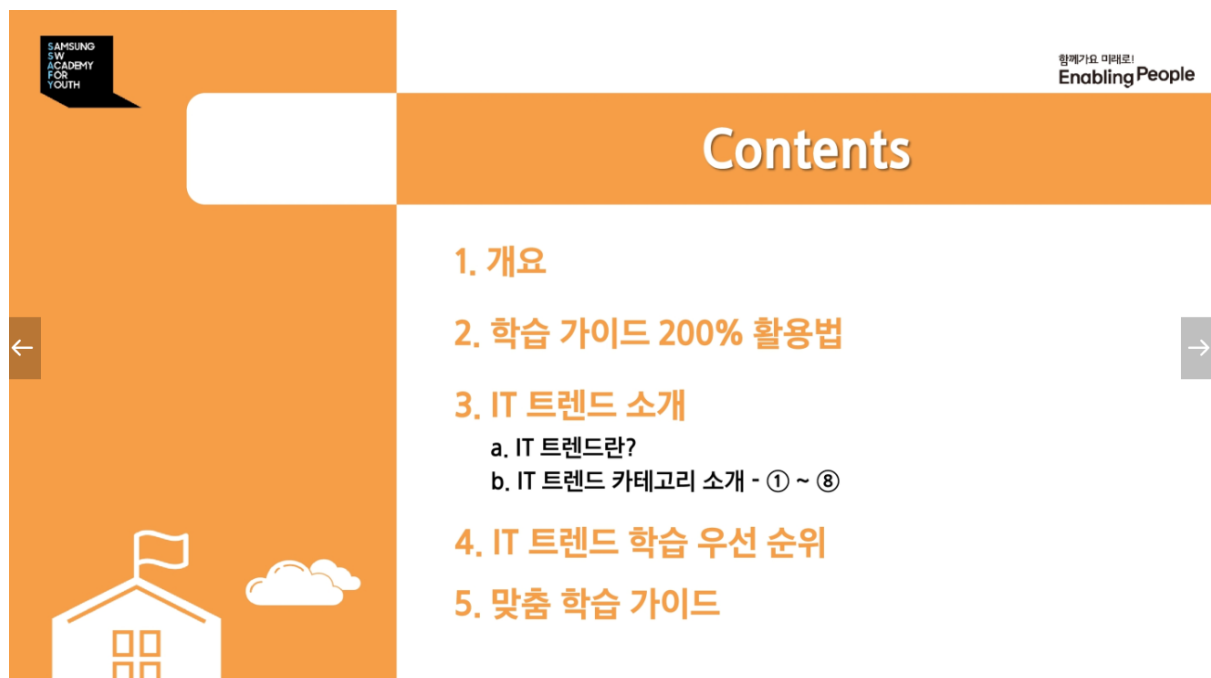 SAMSUNG
SW
ACADEMY
FOR
YOUTH
함께가요 미래로!
Enabling People
Contents
1. 개요
2. 학습 가이드 200% 활용법
3. IT 트렌드 소개
a. IT 트렌드란?
b. IT 트렌드 카테고리 소개 - ① ~ ⑧
4. IT 트렌드 학습 우선 순위
5. 맞춤 학습 가이드